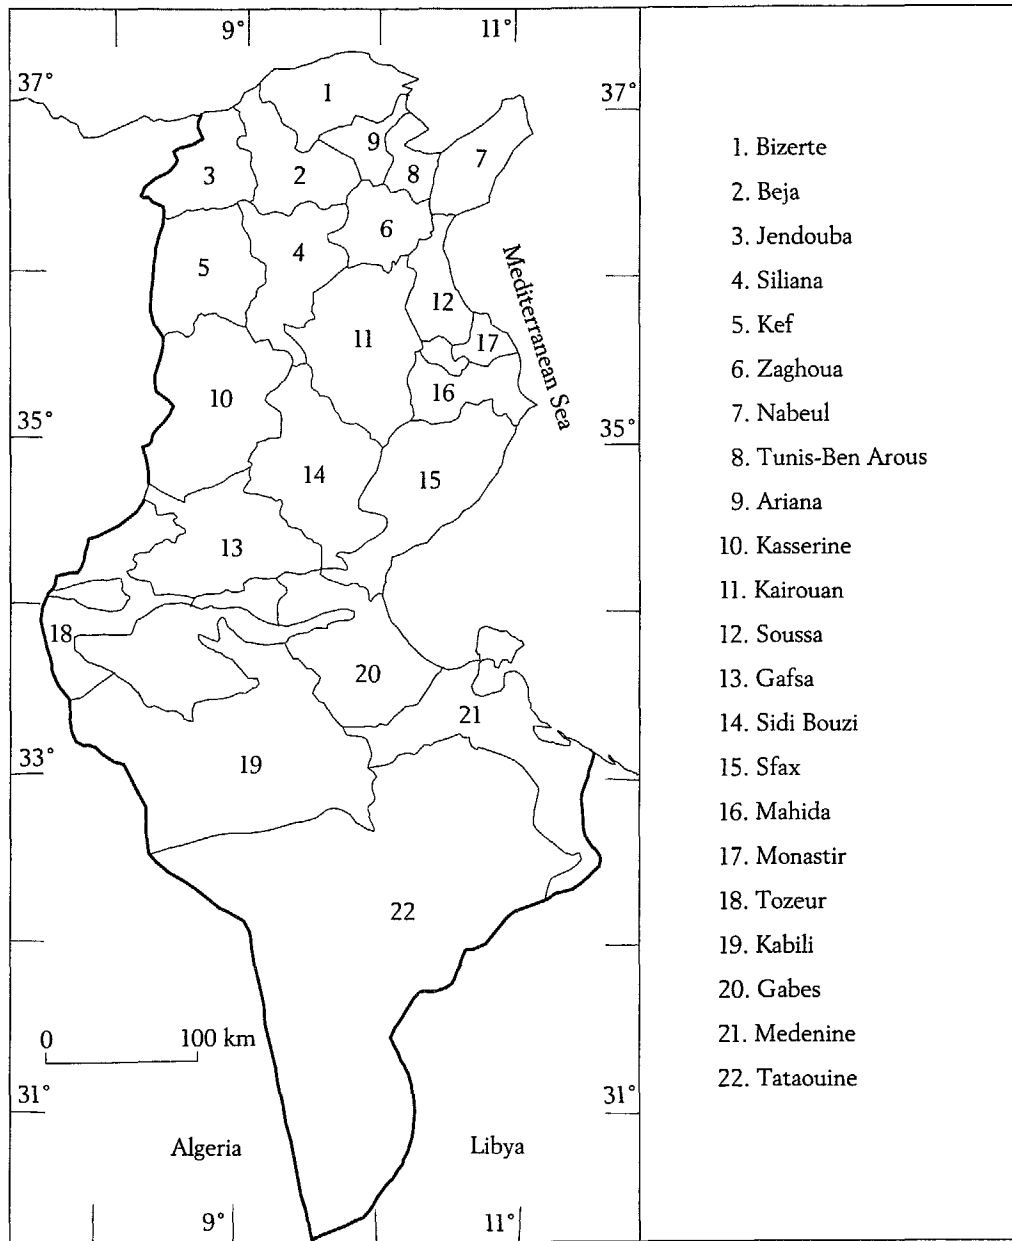 9° 11°
37° 37°
1
9
7
3 2 8
6
4
5
Mediterranean Sea
12
11 17
10 16
35° 35°
14 15
13
18
20
21
19
33°
22
0 100 km
31° 31°
Algeria Libya
9° 11°
1. Bizerte
2. Beja
3. Jendouba
4. Siliana
5. Kef
6. Zaghoua
7. Nabeul
8. Tunis-Ben Arous
9. Ariana
10. Kasserine
11. Kairouan
12. Soussa
13. Gafsa
14. Sidi Bouzi
15. Sfax
16. Mahida
17. Monastir
18. Tozeur
19. Kabili
20. Gabes
21. Medenine
22. Tataouine